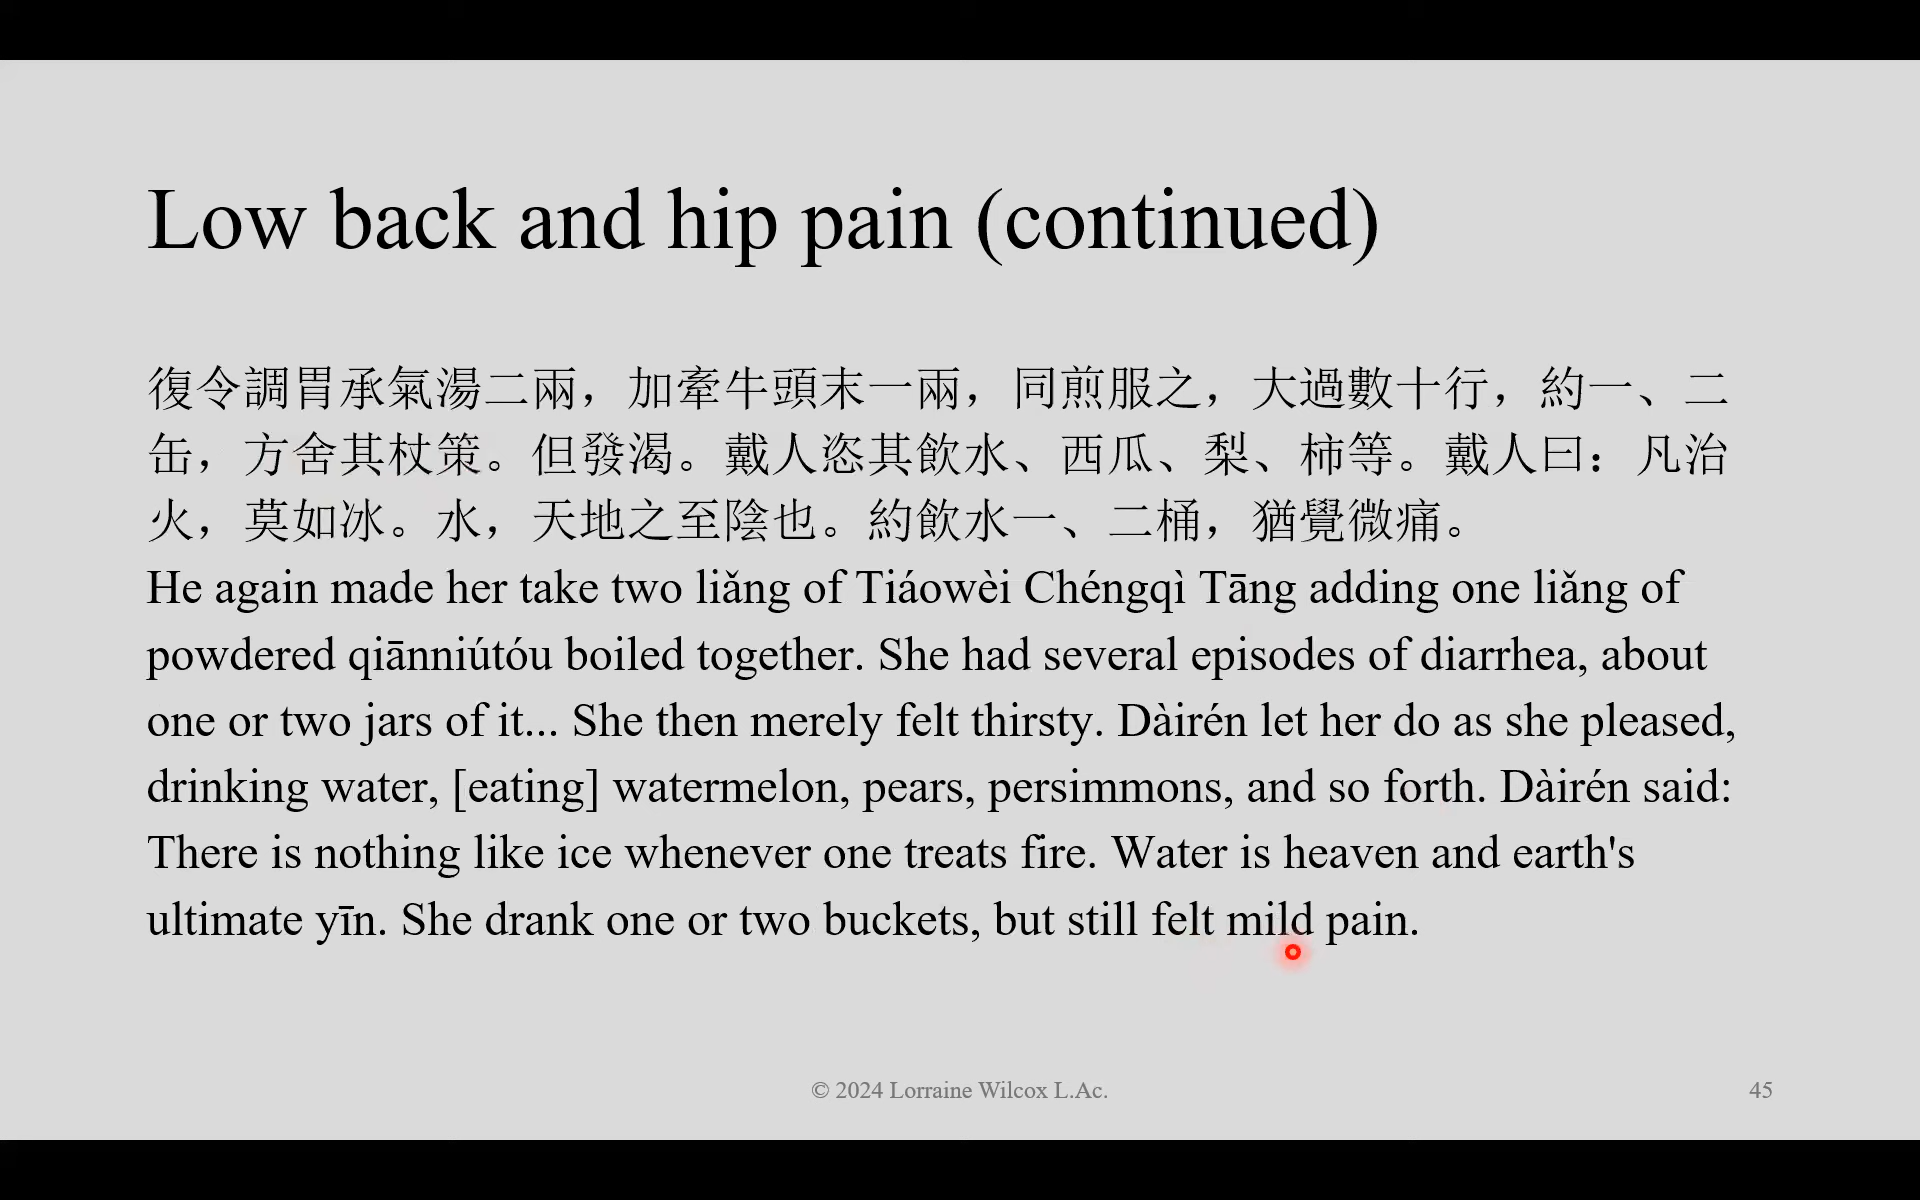 Low back and hip pain (continued)
復令調胃承氣湯二兩，加牽牛頭末一兩，同煎服之，大過數十行，約一、二
缶，方舍其杖策。但發渴。戴人恣其飲水、西瓜、梨、柿等。戴人曰：凡治
火，莫如冰。水，天地之至陰也。約飲水一、二桶，猶覺微痛。
He again made her take two liǎng of Tiáowèi Chéngqì Tāng adding one liǎng of
powdered qiānniútóu boiled together. She had several episodes of diarrhea, about
one or two jars of it... She then merely felt thirsty. Dàirén let her do as she pleased,
drinking water, [eating] watermelon, pears, persimmons, and so forth. Dàirén said:
There is nothing like ice whenever one treats fire. Water is heaven and earth's
ultimate yīn. She drank one or two buckets, but still felt mild pain.
© 2024 Lorraine Wilcox L.Ac.
45